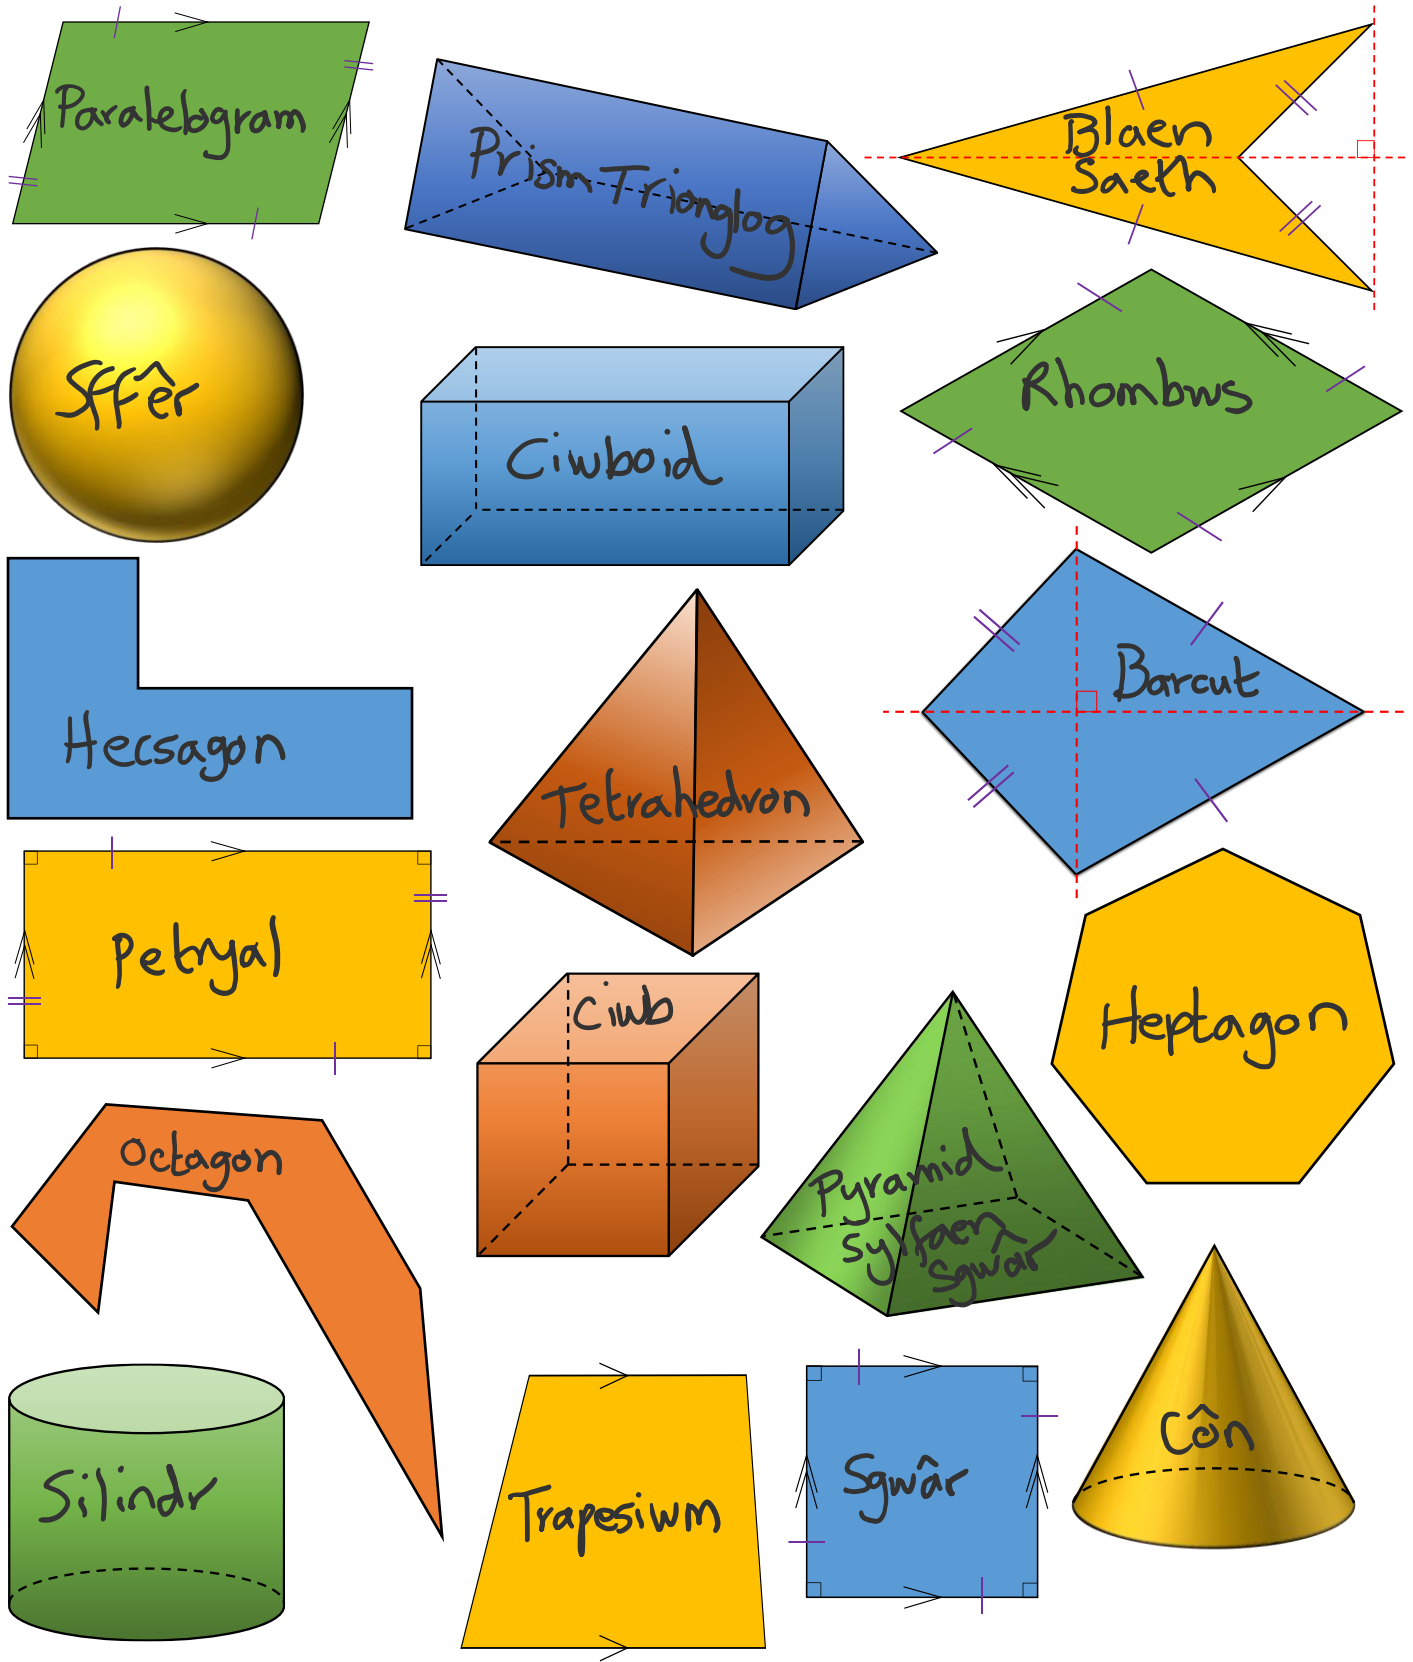 Paralelogram
Prism Trionglog
Blaen
Saeth
Sffêr
Ciwboid
Rhombws
Hecsagon
Tetrahedron
Barcut
Petryal
Ciwb
Heptagon
Octagon
Pyramid
Sylfaen
Sgwâr
Silindr
Trapesiwm
Sgwâr
Côn